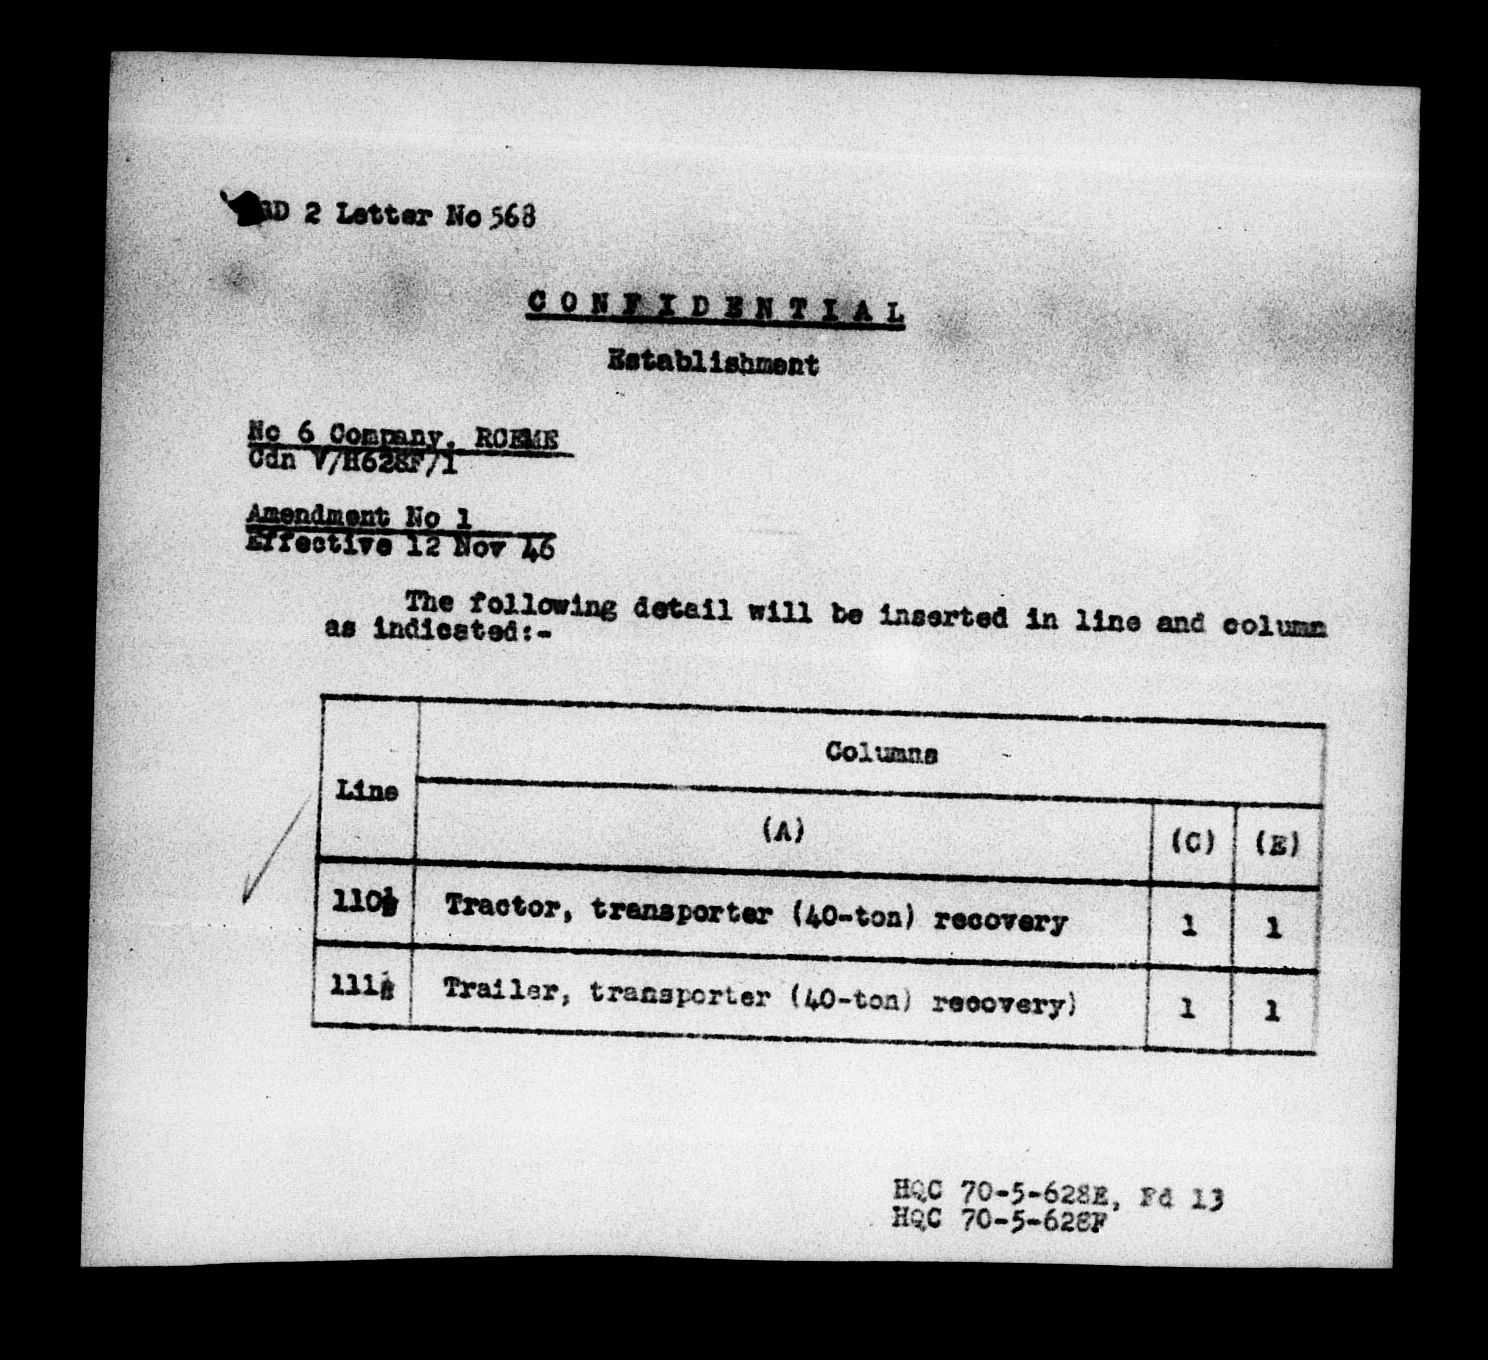 2 Letter No 568
CONFIDENTIAL
Establishment
No 6 Company, RCEME
Cdn V/H628F/1
Amendment No 1
Effective 12 Nov 46
The following detail will be inserted in line and column
as indicated:-
Line
Columns
(A) (C) (E)
110½ Tractor, transporter (40-ton) recovery 1 1
111½ Trailer, transporter (40-ton) recovery) 1 1
HQC 70-5-628E, Fd 13
HQC 70-5-628F